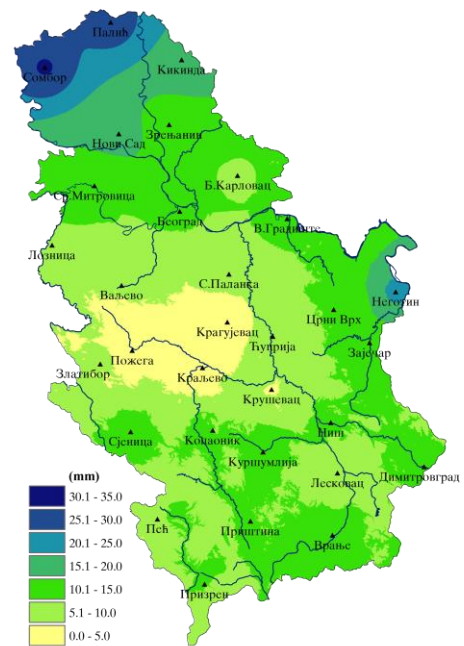 Палић
Сомбор
Кикинда
Зрењанин
Нови Сад
Б.Карловац
Ср.Митровица
Београд
В.Градиште
Лозница
С.Паланка
Ваљево
Неготин
Црни Врх
Крагујевац
Ћуприја
Зајечар
Пожега
Златибор
Краљево
Крушевац
Ниш
Сјеница
Копаоник
Куршумлија
Димитровград
Лесковац
(mm)
30.1 - 35.0
25.1 - 30.0
20.1 - 25.0
15.1 - 20.0
10.1 - 15.0
5.1 - 10.0
0.0 - 5.0
Пећ
Приштина
Врање
Призрен